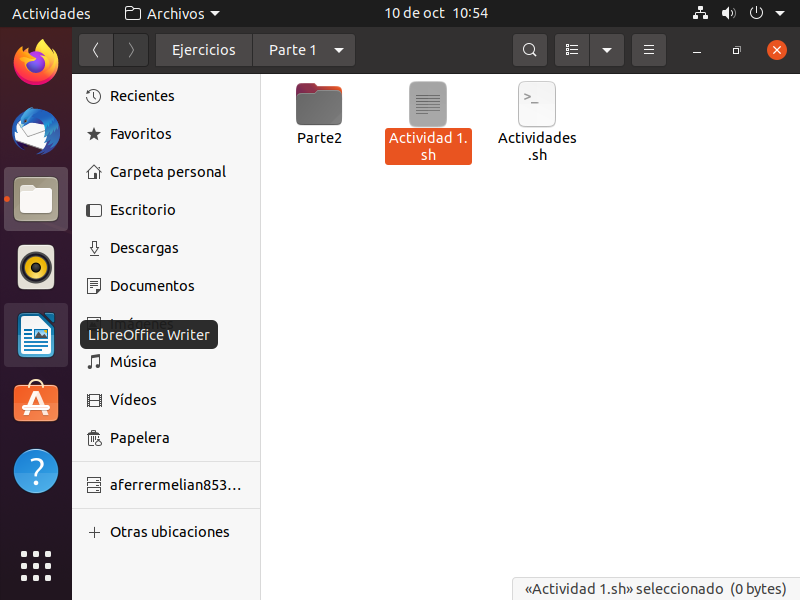 Actividades
Archivos
10 de oct 10:54
Ejercicios
Parte 1
Recientes
Favoritos
Carpeta personal
Escritorio
Descargas
Documentos
Imágenes
LibreOffice Writer
Música
Vídeos
Papelera
aferrermelian853...
Otras ubicaciones
Parte2
Actividad 1.
sh
>_
Actividades
.sh
?
«Actividad 1.sh» seleccionado (0 bytes)